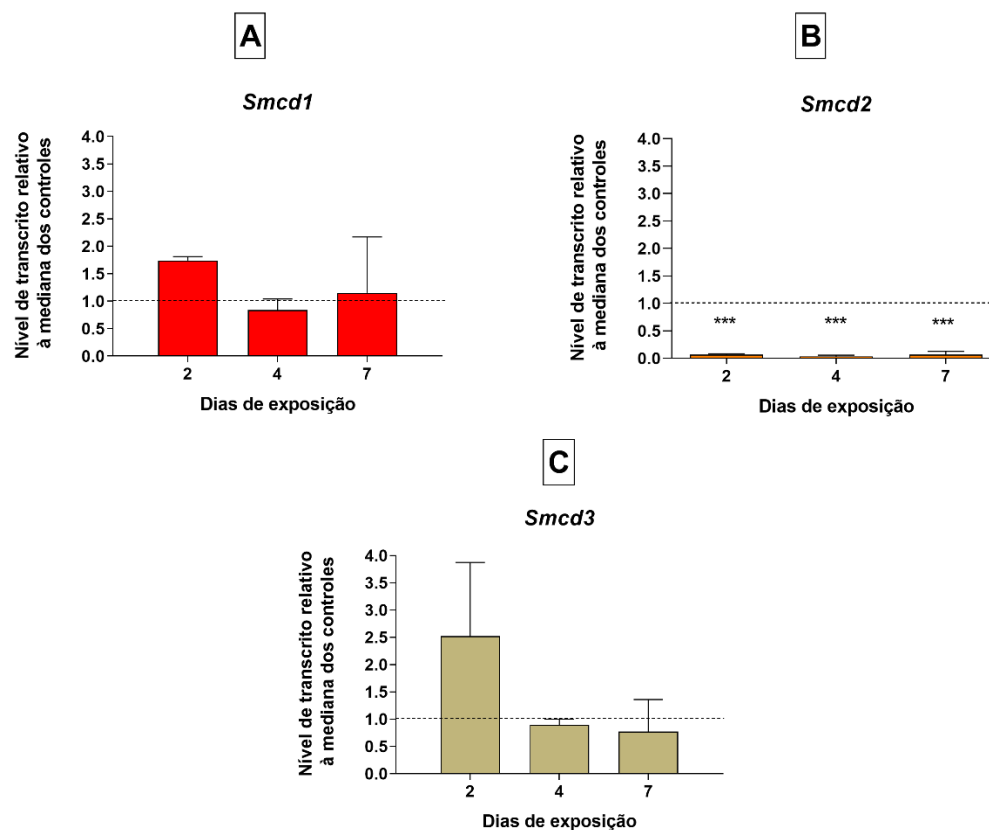 A
Smcd1
Nível de transcrito relativo
à mediana dos controles
4.0
3.5
3.0
2.5
2.0
1.5
1.0
0.5
0.0
2 4 7
Dias de exposição
B
Smcd2
Nível de transcrito relativo
à mediana dos controles
4.0
3.5
3.0
2.5
2.0
1.5
1.0
0.5
0.0
*** *** ***
2 4 7
Dias de exposição
C
Smcd3
Nível de transcrito relativo
à mediana dos controles
4.0
3.5
3.0
2.5
2.0
1.5
1.0
0.5
0.0
2 4 7
Dias de exposição